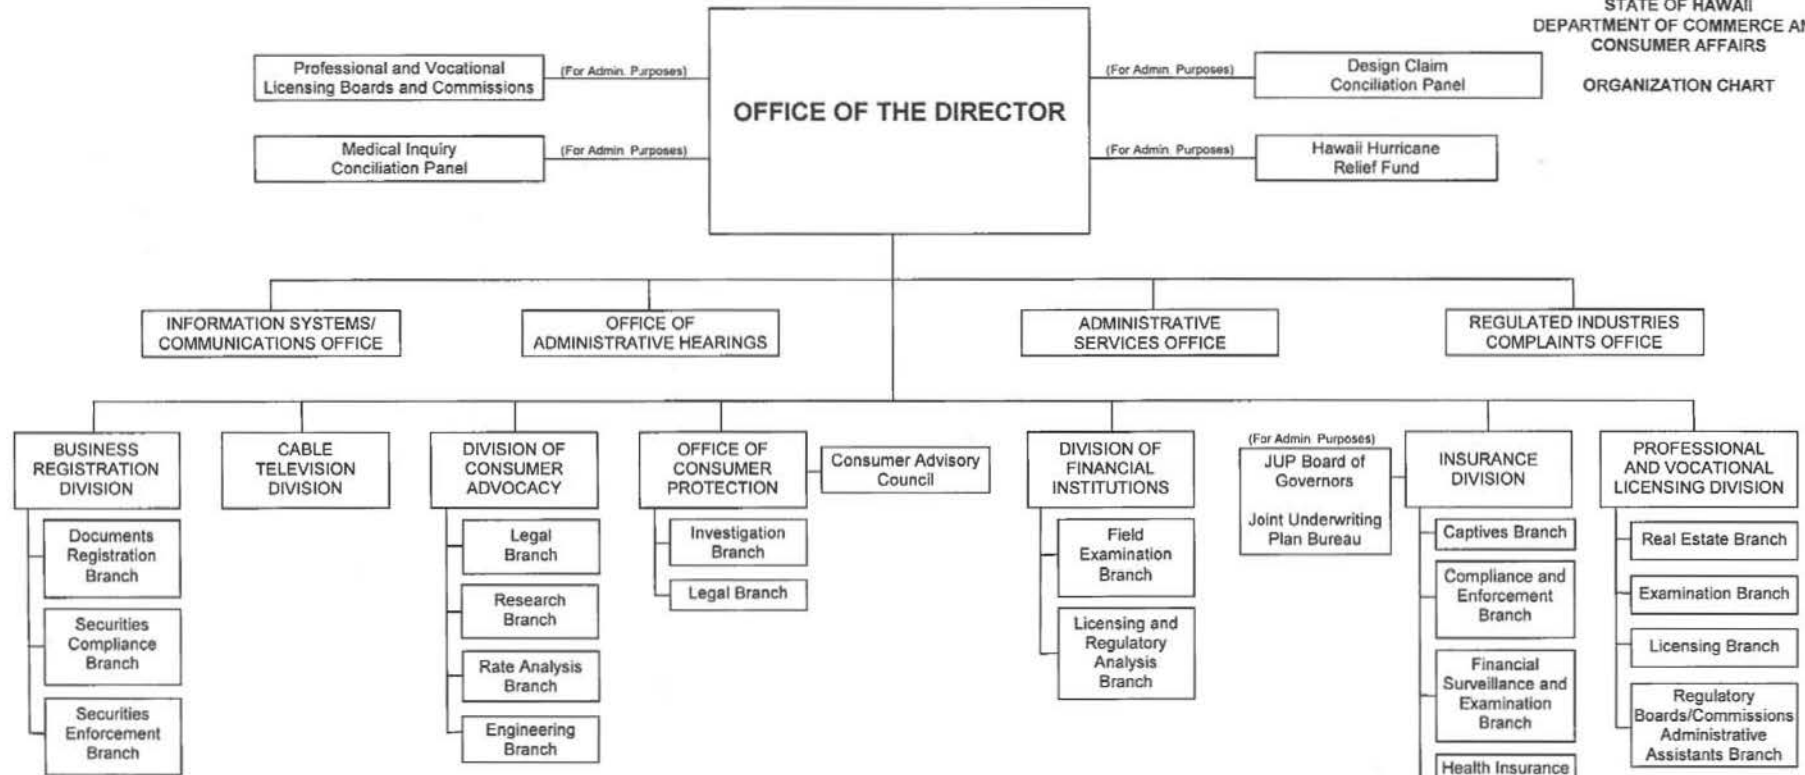 STATE OF HAWAII
DEPARTMENT OF COMMERCE AN
CONSUMER AFFAIRS
ORGANIZATION CHART
Professional and Vocational
Licensing Boards and Commissions
(For Admin. Purposes)
Medical Inquiry
Conciliation Panel
(For Admin. Purposes)
OFFICE OF THE DIRECTOR
(For Admin. Purposes)
Design Claim
Conciliation Panel
(For Admin. Purposes)
Hawaii Hurricane
Relief Fund
INFORMATION SYSTEMS/
COMMUNICATIONS OFFICE
OFFICE OF
ADMINISTRATIVE HEARINGS
ADMINISTRATIVE
SERVICES OFFICE
REGULATED INDUSTRIES
COMPLAINTS OFFICE
BUSINESS
REGISTRATION
DIVISION
Documents
Registration
Branch
Securities
Compliance
Branch
Securities
Enforcement
Branch
CABLE
TELEVISION
DIVISION
DIVISION OF
CONSUMER
ADVOCACY
Legal
Branch
Research
Branch
Rate Analysis
Branch
Engineering
Branch
OFFICE OF
CONSUMER
PROTECTION
Consumer Advisory
Council
Investigation
Branch
Legal Branch
DIVISION OF
FINANCIAL
INSTITUTIONS
Field
Examination
Branch
Licensing and
Regulatory
Analysis
Branch
(For Admin. Purposes)
JUP Board of
Governors
Joint Underwriting
Plan Bureau
INSURANCE
DIVISION
Captives Branch
Compliance and
Enforcement
Branch
Financial
Surveillance and
Examination
Branch
Health Insurance
PROFESSIONAL
AND VOCATIONAL
LICENSING DIVISION
Real Estate Branch
Examination Branch
Licensing Branch
Regulatory
Boards/Commissions
Administrative
Assistants Branch